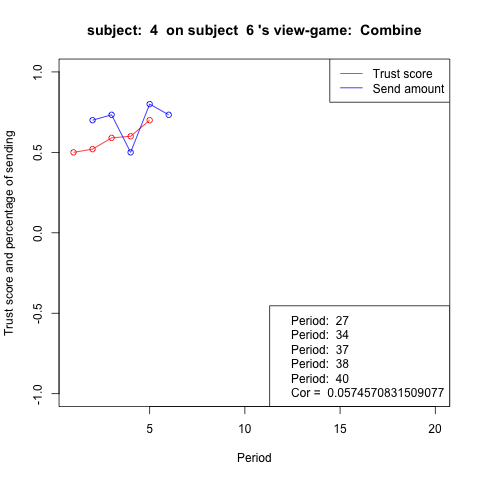 subject:  4  on subject  6 's view-game:  Combine
Trust score
Send amount
Trust score and percentage of sending
1.0
0.5
0.0
-0.5
-1.0
Period:  27
Period:  34
Period:  37
Period:  38
Period:  40
Cor =  0.0574570831509077
5
10
15
20
Period